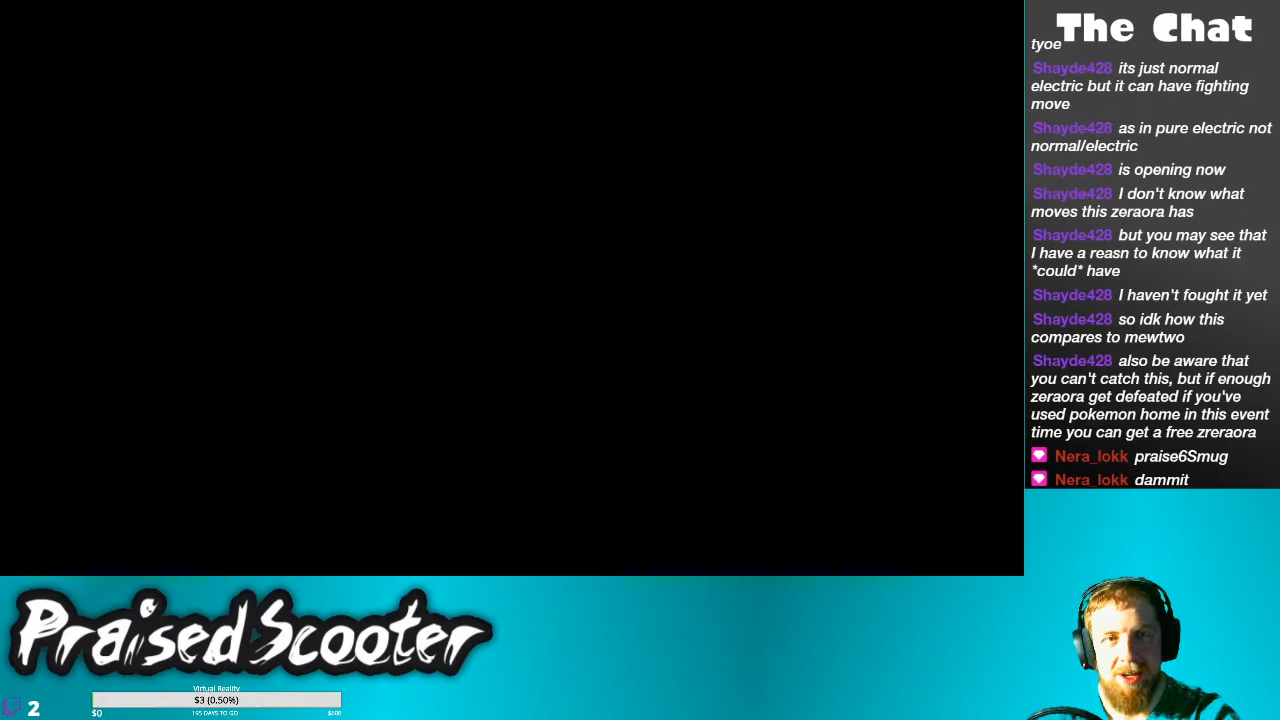 The Chat
tyoe
Shayde428 its just normal
electric but it can have fighting
move
Shayde428 as in pure electric not
normal/electric
Shayde428 is opening now
Shayde428 I don't know what
moves this zeraora has
Shayde428 but you may see that
I have a reasn to know what it
*could* have
Shayde428 I haven't fought it yet
Shayde428 so idk how this
compares to mewtwo
Shayde428 also be aware that
you can't catch this, but if enough
zeraora get defeated if you've
used pokemon home in this event
time you can get a free zreraora
Nera_lokk praise6Smug
Nera_lokk dammit
PraisedScooter
2
Virtual Reality
$3 (0.50%)
$0 195 DAYS TO GO $600